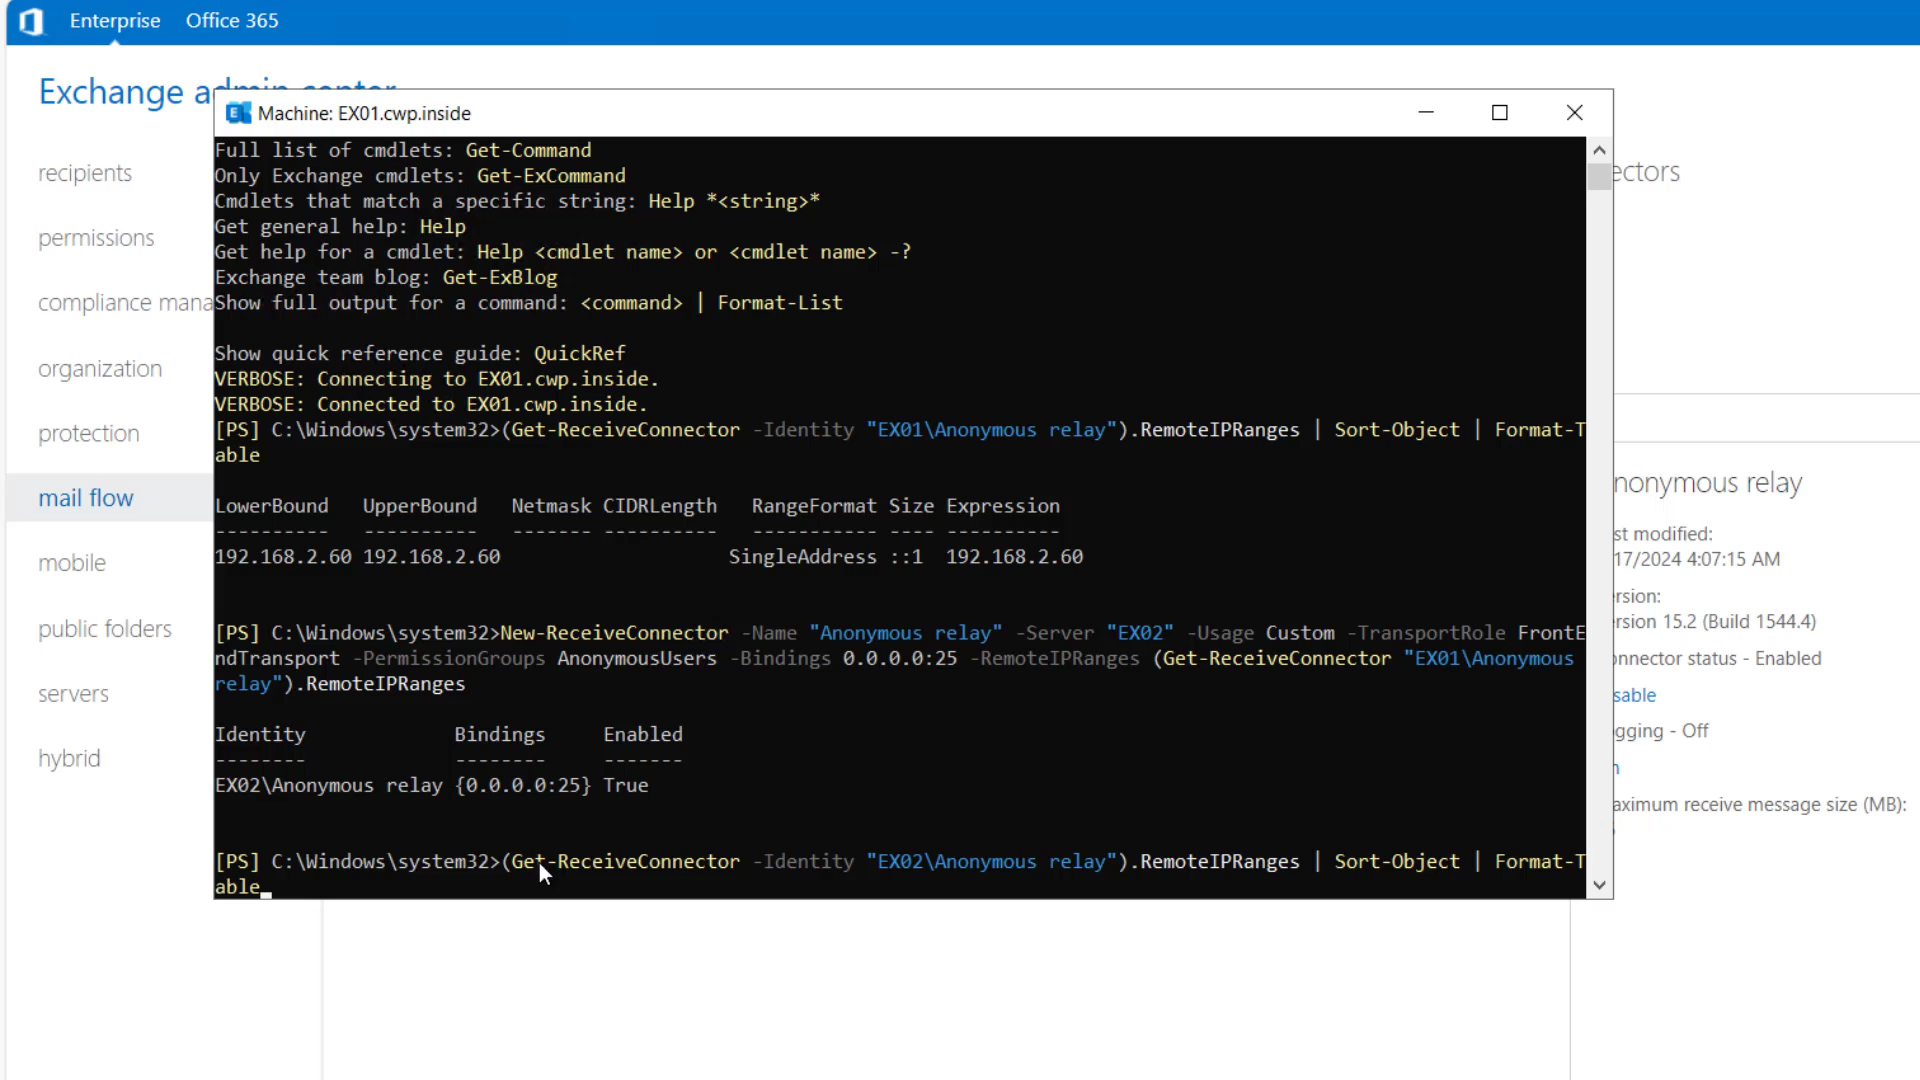 Enterprise Office 365
Exchange admin center
recipients
permissions
compliance mana
organization
protection
mail flow
mobile
public folders
servers
hybrid
Machine: EX01.cwp.inside
Full list of cmdlets: Get-Command
Only Exchange cmdlets: Get-ExCommand
Cmdlets that match a specific string: Help *<string>*
Get general help: Help
Get help for a cmdlet: Help <cmdlet name> or <cmdlet name> -?
Exchange team blog: Get-ExBlog
Show full output for a command: <command> | Format-List
Show quick reference guide: QuickRef
VERBOSE: Connecting to EX01.cwp.inside.
VERBOSE: Connected to EX01.cwp.inside.
[PS] C:\Windows\system32>(Get-ReceiveConnector -Identity "EX01\Anonymous relay").RemoteIPRanges | Sort-Object | Format-T
able
LowerBound UpperBound Netmask CIDRLength RangeFormat Size Expression
---------- ---------- ------- ---------- ----------- ---- ----------
192.168.2.60 192.168.2.60 SingleAddress ::1 192.168.2.60
[PS] C:\Windows\system32>New-ReceiveConnector -Name "Anonymous relay" -Server "EX02" -Usage Custom -TransportRole FrontE
ndTransport -PermissionGroups AnonymousUsers -Bindings 0.0.0.0:25 -RemoteIPRanges (Get-ReceiveConnector "EX01\Anonymous
relay").RemoteIPRanges
Identity Bindings Enabled
-------- -------- -------
EX02\Anonymous relay {0.0.0.0:25} True
[PS] C:\Windows\system32>(Get-ReceiveConnector -Identity "EX02\Anonymous relay").RemoteIPRanges | Sort-Object | Format-T
able
ectors
nonymous relay
st modified:
17/2024 4:07:15 AM
rsion:
rsion 15.2 (Build 1544.4)
nnector status - Enabled
sable
gging - Off
aximum receive message size (MB):